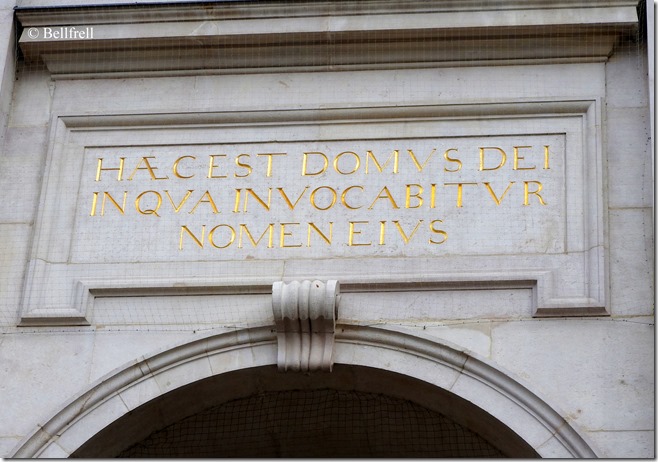 © Bellfrell
HÆC EST DOMVS DEI
IN QVA INVOCABITVR
NOMEN EIVS